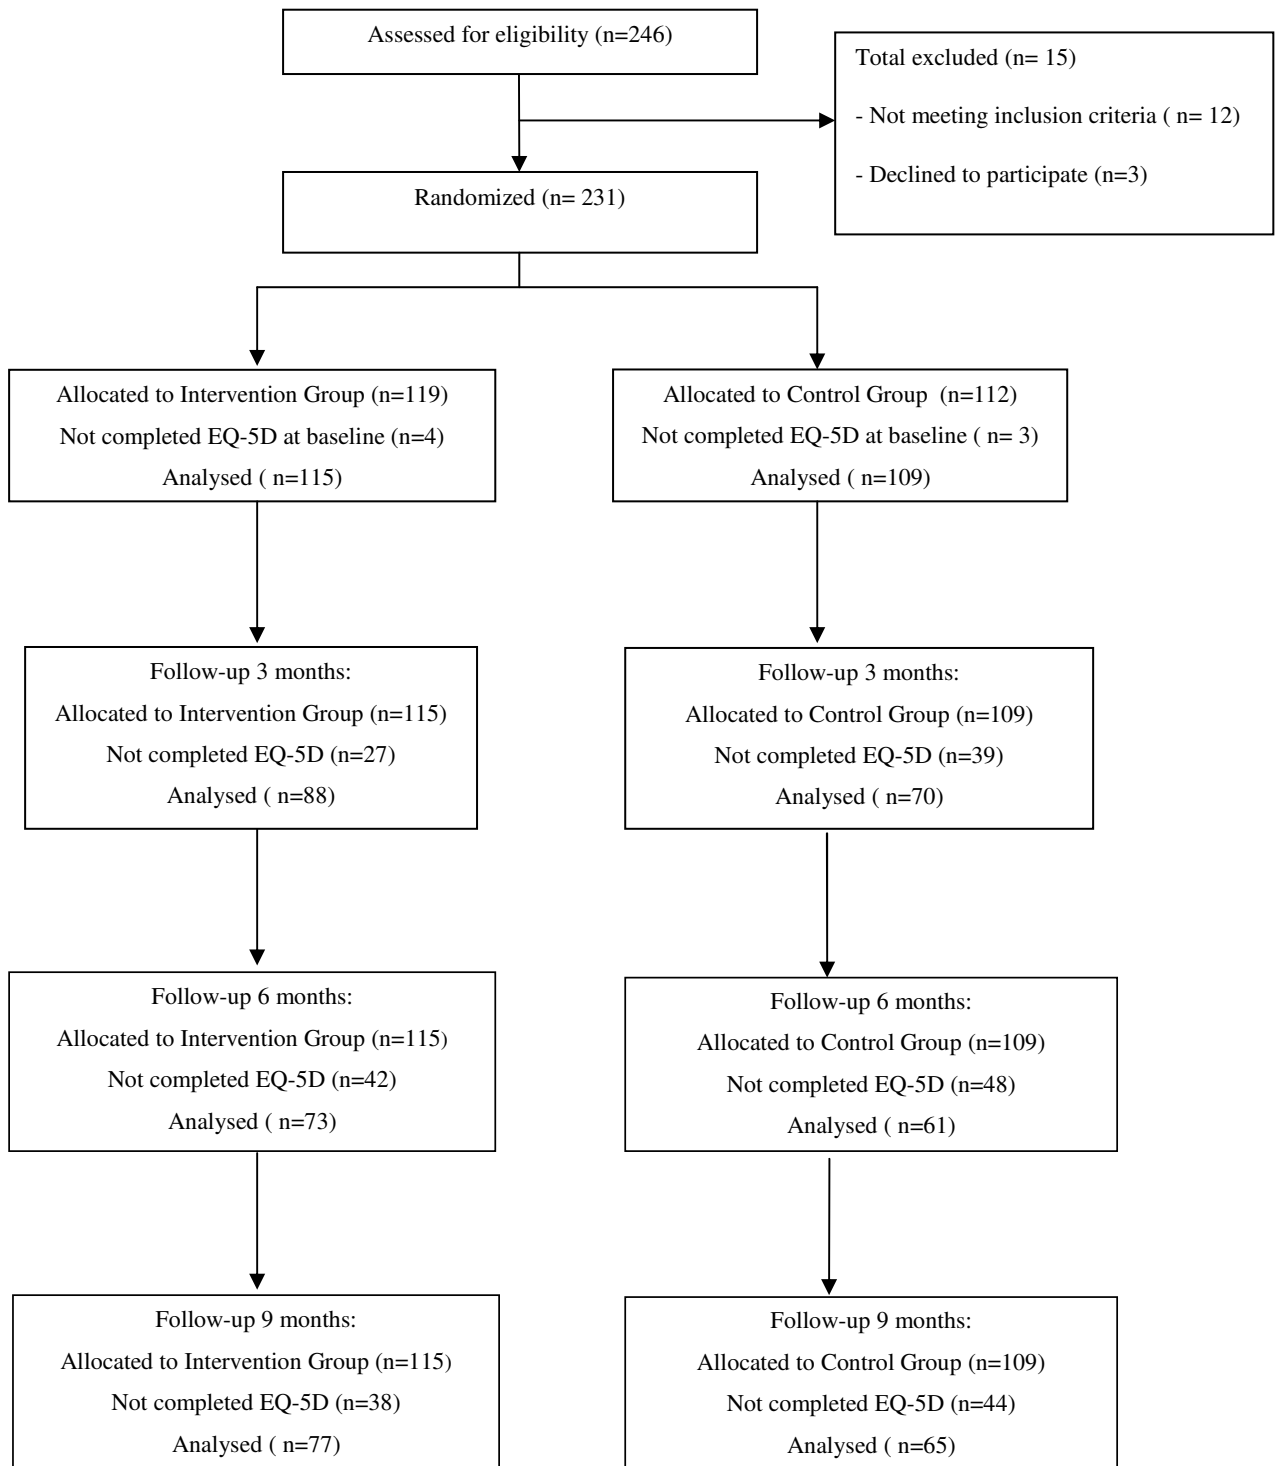 Assessed for eligibility (n=246)
Total excluded (n= 15)
- Not meeting inclusion criteria ( n= 12)
- Declined to participate (n=3)
Randomized (n= 231)
Allocated to Intervention Group (n=119)
Not completed EQ-5D at baseline (n=4)
Analysed ( n=115)
Allocated to Control Group  (n=112)
Not completed EQ-5D at baseline ( n= 3)
Analysed ( n=109)
Follow-up 3 months:
Allocated to Intervention Group (n=115)
Not completed EQ-5D (n=27)
Analysed ( n=88)
Follow-up 3 months:
Allocated to Control Group (n=109)
Not completed EQ-5D (n=39)
Analysed ( n=70)
Follow-up 6 months:
Allocated to Intervention Group (n=115)
Not completed EQ-5D (n=42)
Analysed ( n=73)
Follow-up 6 months:
Allocated to Control Group (n=109)
Not completed EQ-5D (n=48)
Analysed ( n=61)
Follow-up 9 months:
Allocated to Intervention Group (n=115)
Not completed EQ-5D (n=38)
Analysed ( n=77)
Follow-up 9 months:
Allocated to Control Group (n=109)
Not completed EQ-5D (n=44)
Analysed ( n=65)